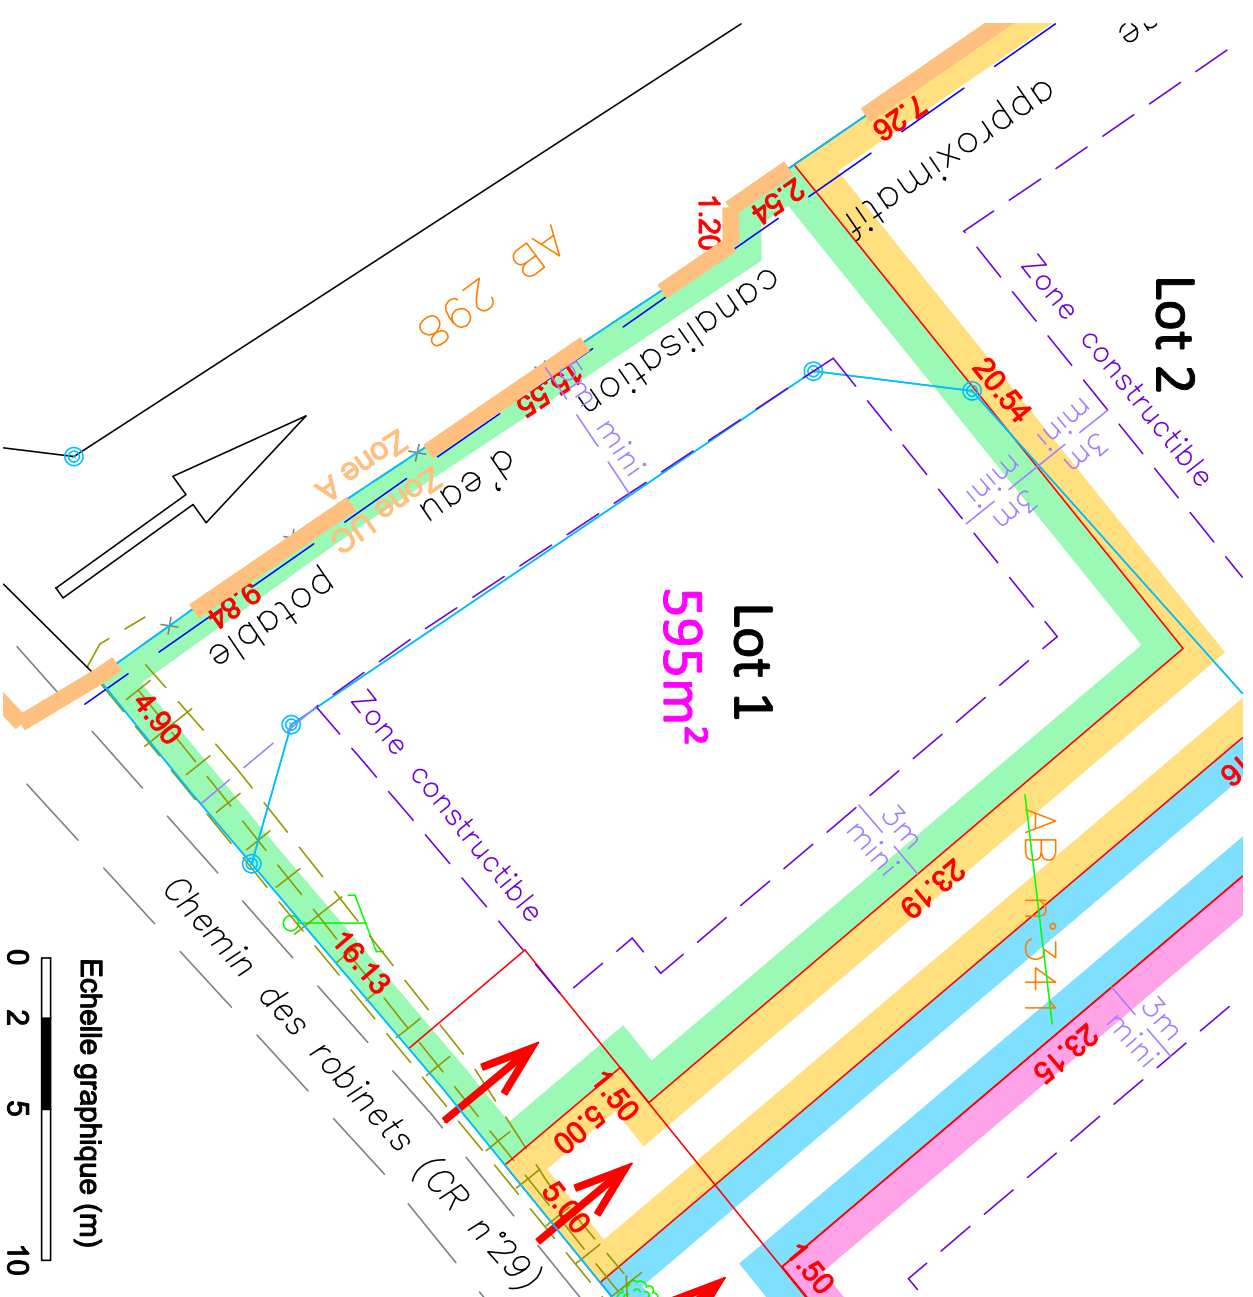 approximatif
7.26
2.54
1.20
AB 298
canalisation
Zone constructible
Lot 2
20.54
3m
mini
3m
mini
15.55
5m mini
d'eau
Zone A
Zone UC
potable
9.84
Lot 1
595m²
4.90
Zone constructible
3m
mini
23.19
AB n°341
16.13
Chemin des robinets (CR n°29)
1.50
5.00
5.00
23.15
3m
mini
1.50
Echelle graphique (m)
0 2 5 10